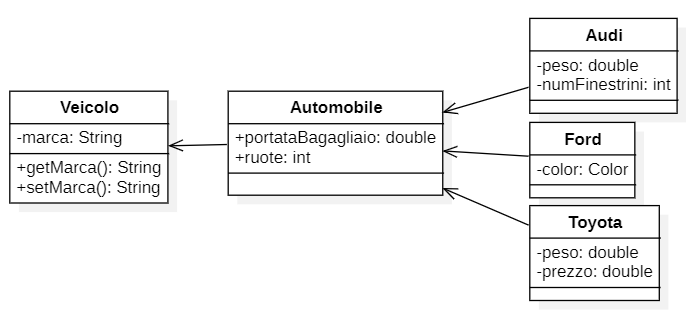 Veicolo
-marca: String
+getMarca(): String
+setMarca(): String
Automobile
+portataBagagliaio: double
+ruote: int
Audi
-peso: double
-numFinestrini: int
Ford
-color: Color
Toyota
-peso: double
-prezzo: double